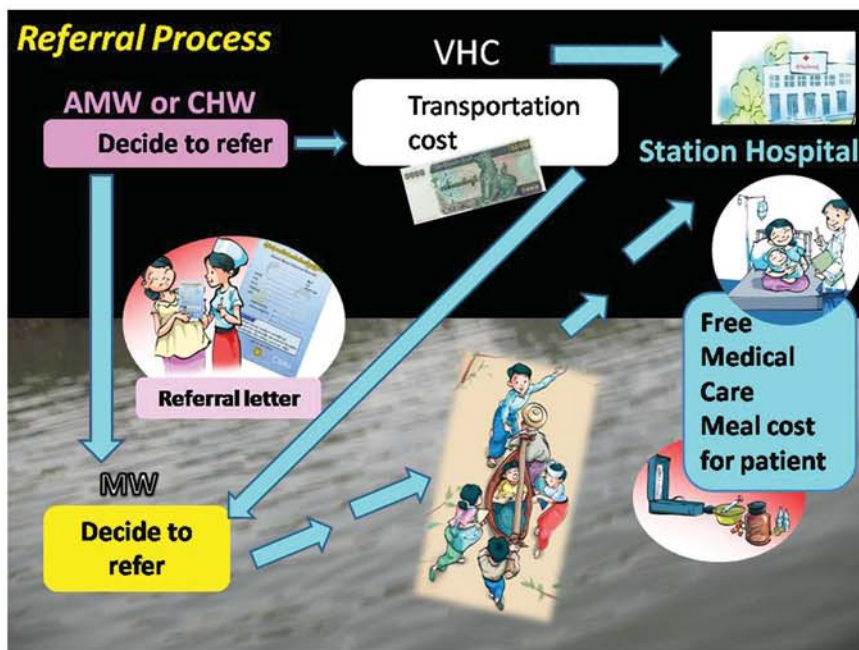 Referral Process
VHC
AMW or CHW
Decide to refer
Transportation
cost
Station Hospital
Referral letter
Free
Medical
Care
Meal cost
for patient
MW
Decide to
refer